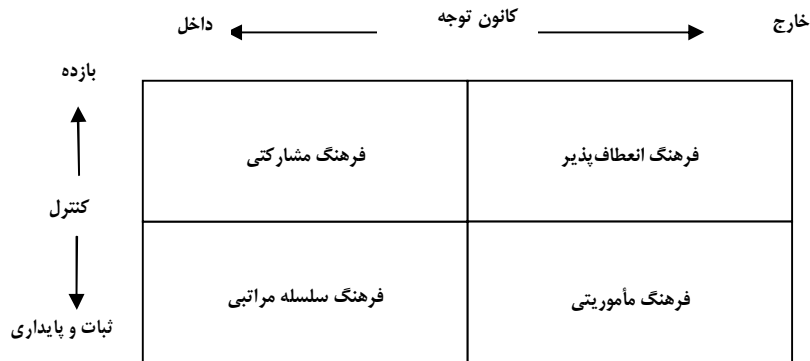 خارج
کانون توجه
داخل
بازده
فرهنگ انعطاف‌پذیر
فرهنگ مشارکتی
کنترل
فرهنگ مأموریتی
فرهنگ سلسله مراتبی
ثبات و پایداری